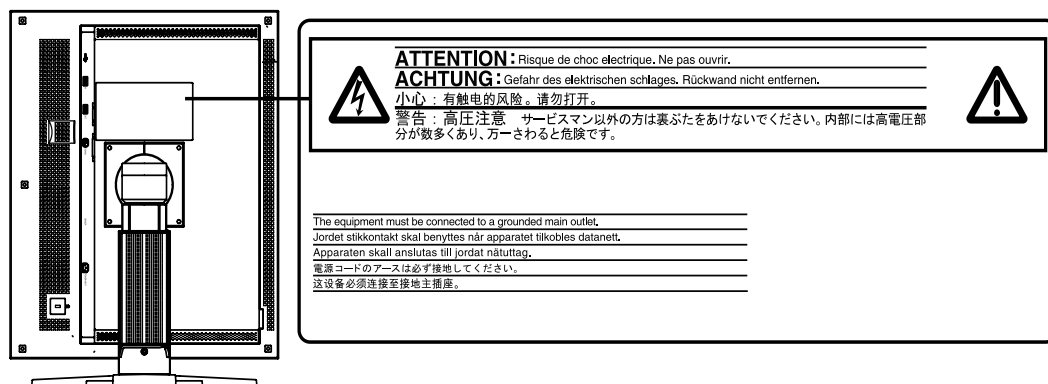 ATTENTION : Risque de choc electrique. Ne pas ouvrir.
ACHTUNG : Gefahr des elektrischen schlages. Rückwand nicht entfernen.
小心 : 有触电的风险。请勿打开。
警告 : 高圧注意 サービスマン以外の方は裏ぶたをあけないでください。内部には高電圧部
分が数多くあり、万一さわると危険です。
The equipment must be connected to a grounded main outlet.
Jordet stikkontakt skal benyttes når apparatet tilkobles datanett.
Apparaten skall anslutas till jordat nätuttag.
電源コードのアースは必ず接地してください。
这设备必须连接至接地主插座。